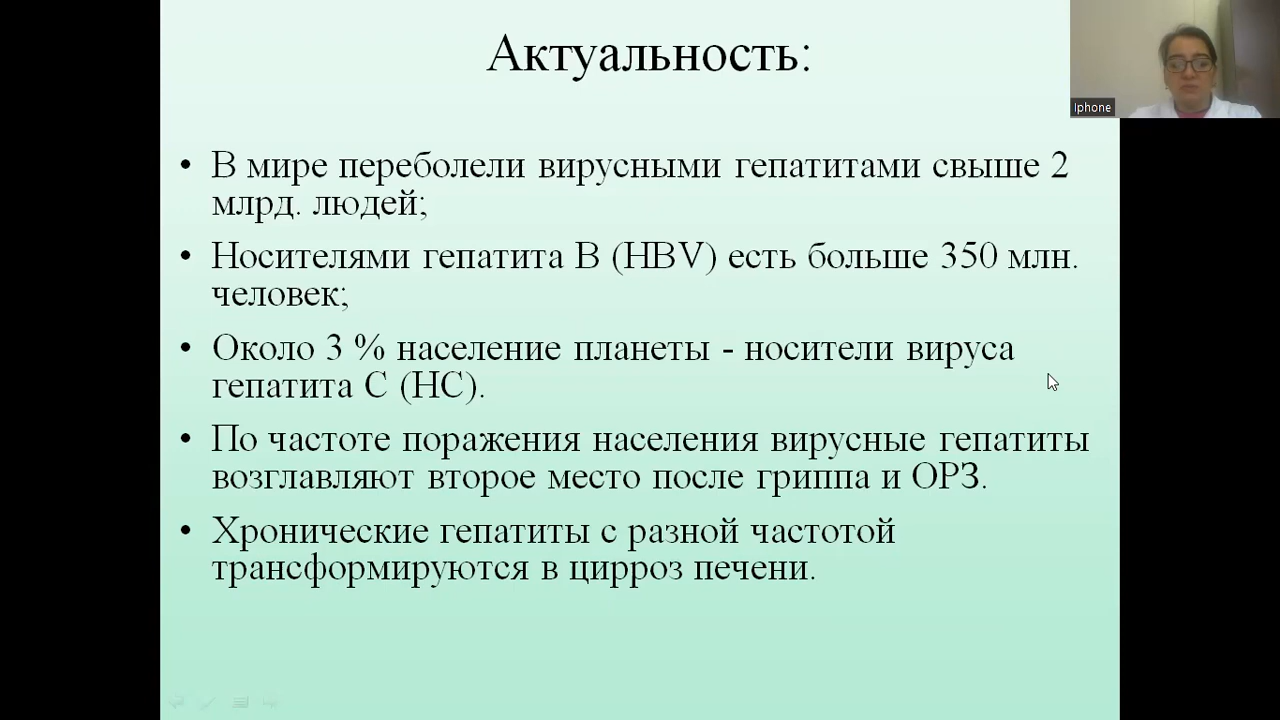 Актуальность:
Iphone
• В мире переболели вирусными гепатитами свыше 2
млрд. людей;
• Носителями гепатита В (HBV) есть больше 350 млн.
человек;
• Около 3 % население планеты - носители вируса
гепатита С (НС).
• По частоте поражения населения вирусные гепатиты
возглавляют второе место после гриппа и ОРЗ.
• Хронические гепатиты с разной частотой
трансформируются в цирроз печени.